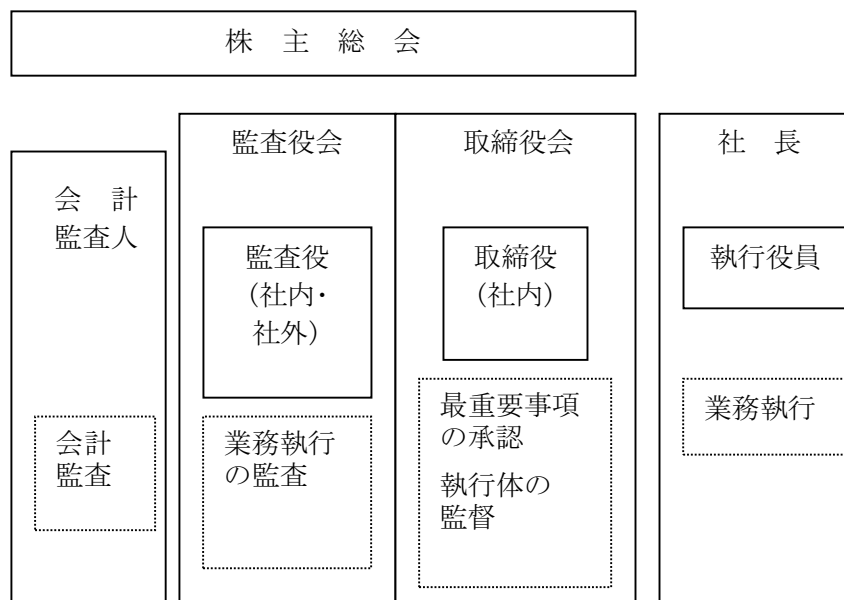 株 主 総 会
会 計
監査人
会計
監査
監査役会
監査役
(社内・
社外)
業務執行
の監査
取締役会
取締役
(社内)
最重要事項
の承認
執行体の
監督
社 長
執行役員
業務執行